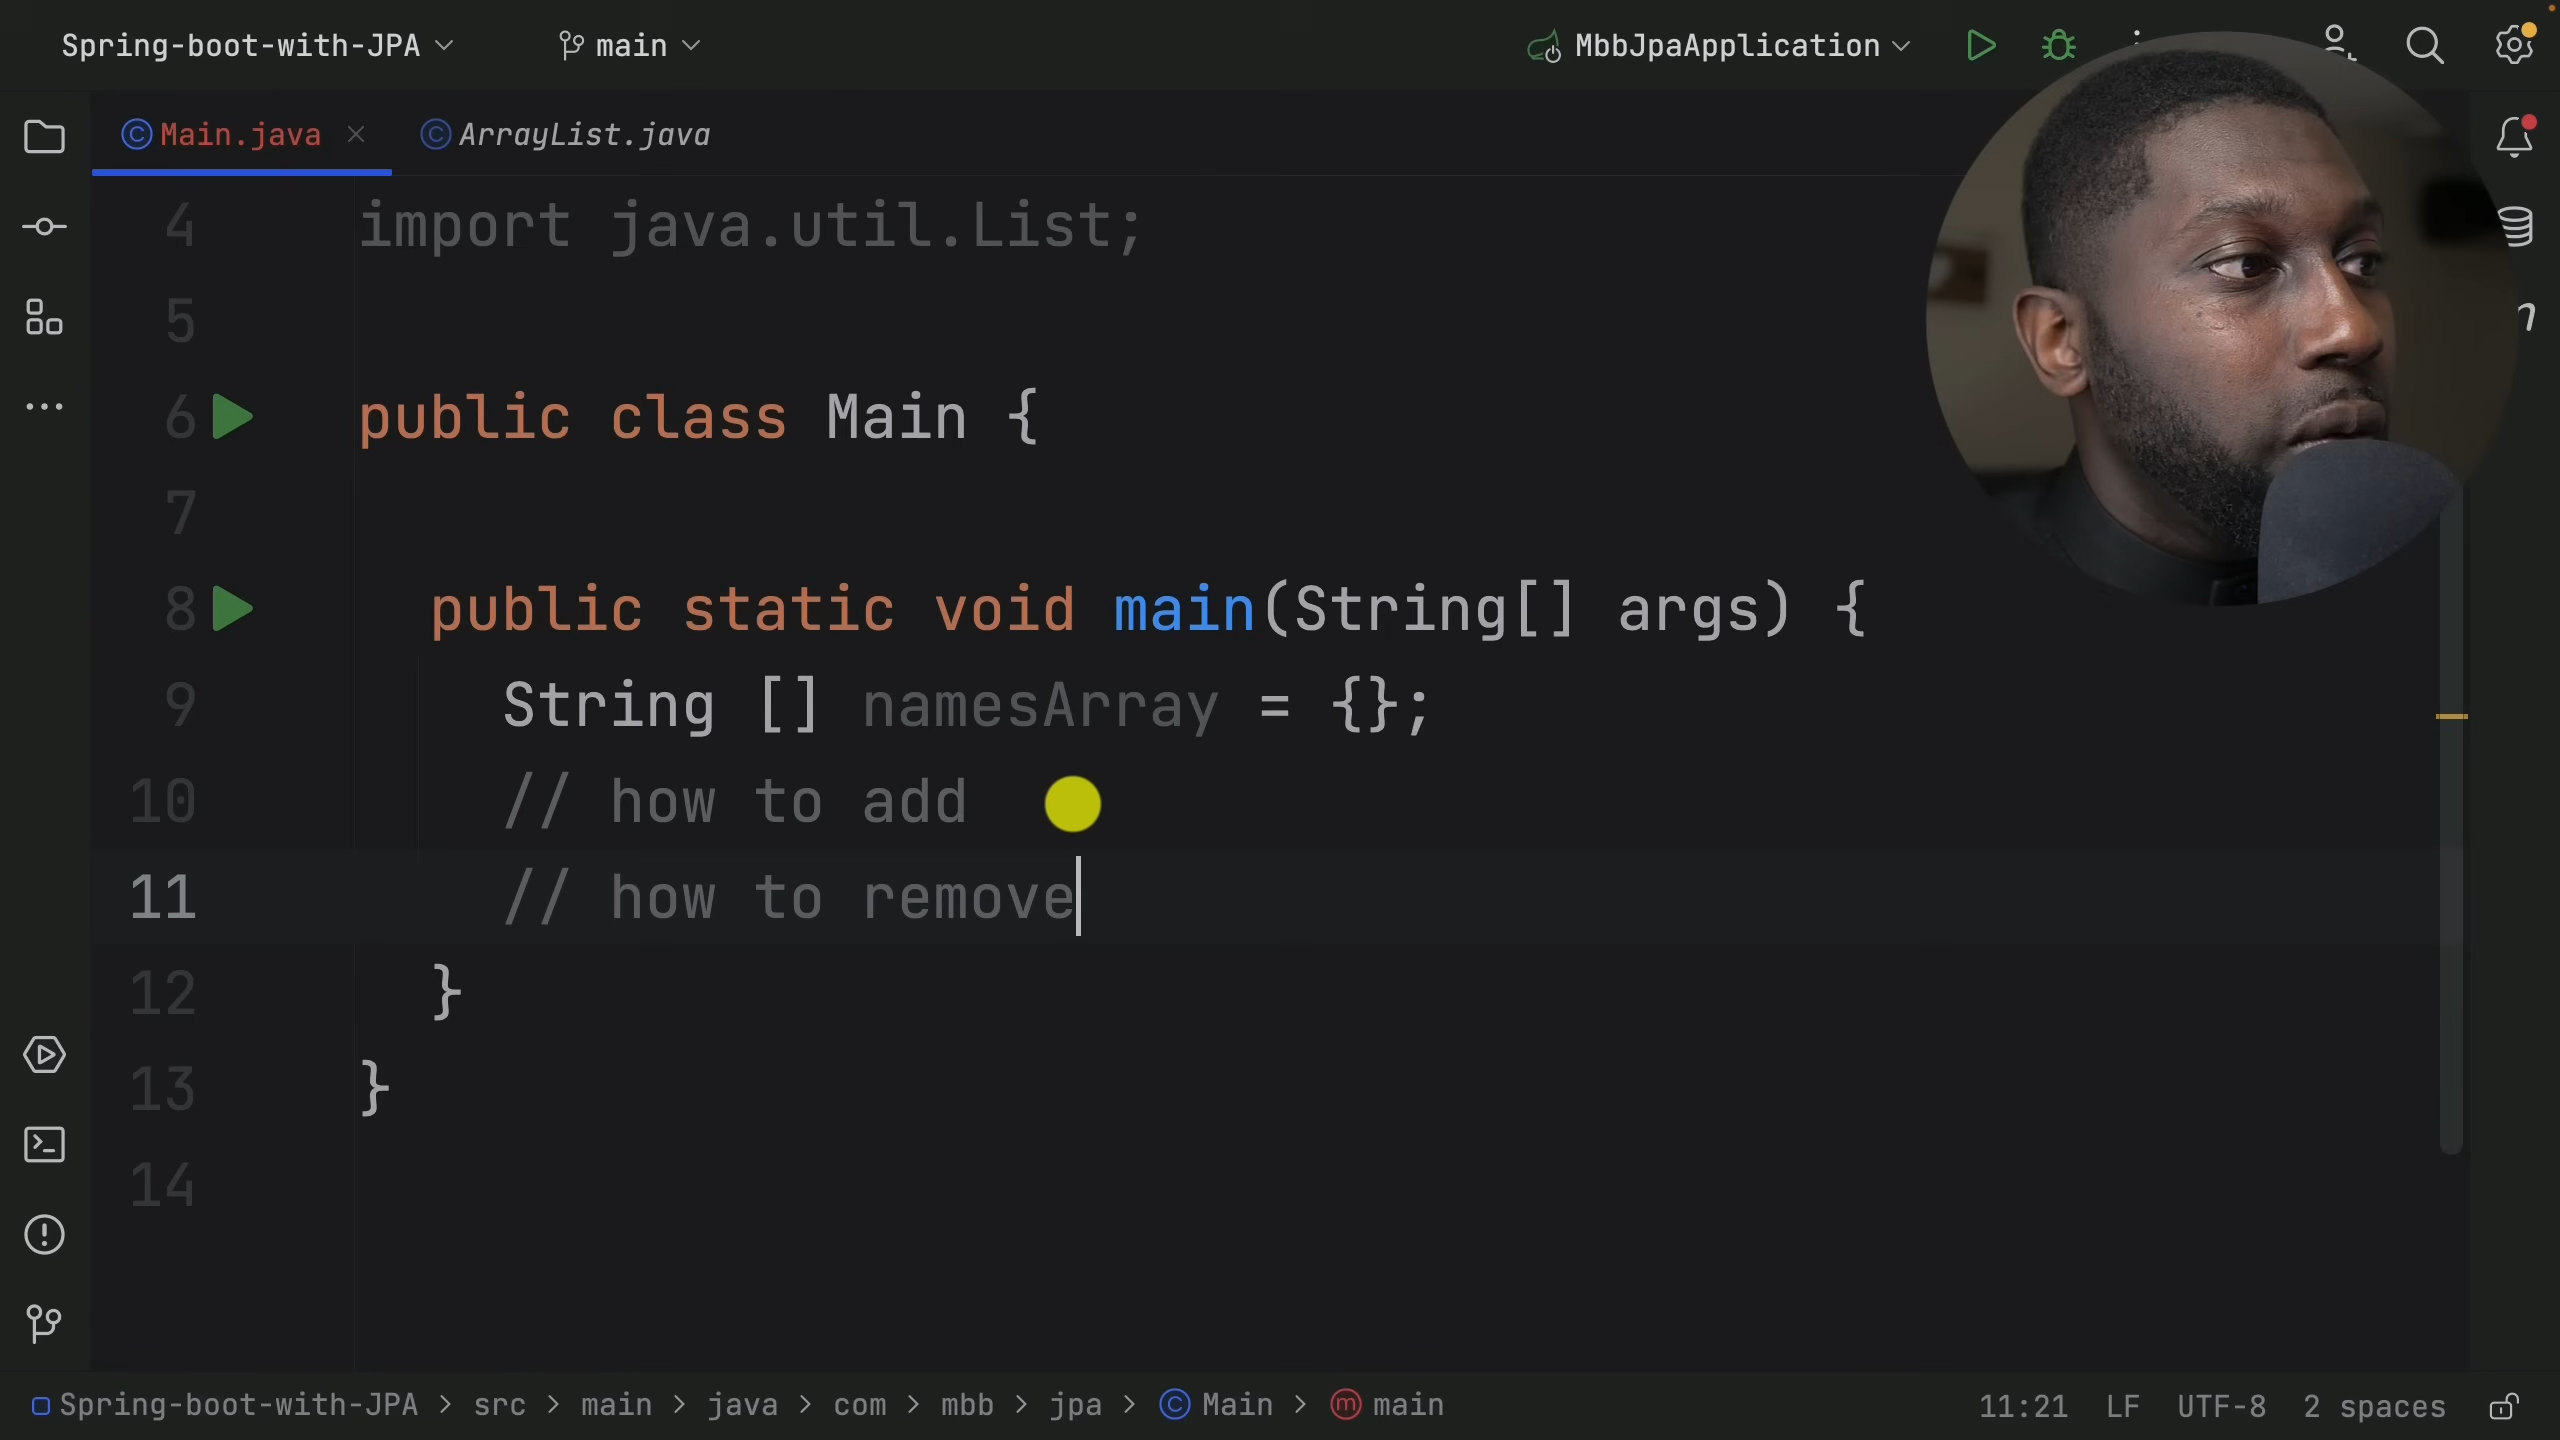 Spring-boot-with-JPA main MbbJpaApplication
Main.java ArrayList.java
4 import java.util.List;
5
6 public class Main {
7
8 public static void main(String[] args) {
9 String [] namesArray = {};
10 // how to add
11 // how to remove
12 }
13 }
14
Spring-boot-with-JPA > src > main > java > com > mbb > jpa > Main > main 11:21 LF UTF-8 2 spaces